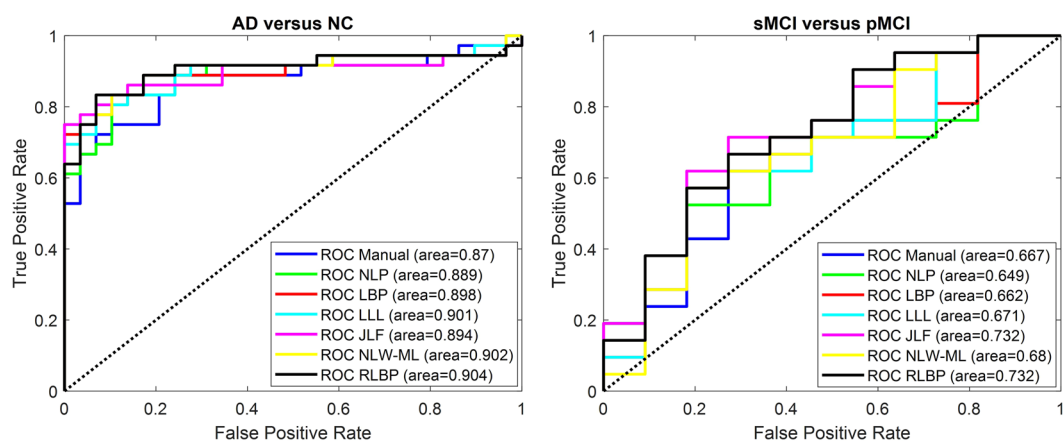 AD versus NC
True Positive Rate
1
0.8
0.6
0.4
0.2
0
ROC Manual (area=0.87)
ROC NLP (area=0.889)
ROC LBP (area=0.898)
ROC LLL (area=0.901)
ROC JLF (area=0.894)
ROC NLW-ML (area=0.902)
ROC RLBP (area=0.904)
0 0.2 0.4 0.6 0.8 1
False Positive Rate
sMCI versus pMCI
True Positive Rate
1
0.8
0.6
0.4
0.2
0
ROC Manual (area=0.667)
ROC NLP (area=0.649)
ROC LBP (area=0.662)
ROC LLL (area=0.671)
ROC JLF (area=0.732)
ROC NLW-ML (area=0.68)
ROC RLBP (area=0.732)
0 0.2 0.4 0.6 0.8 1
False Positive Rate